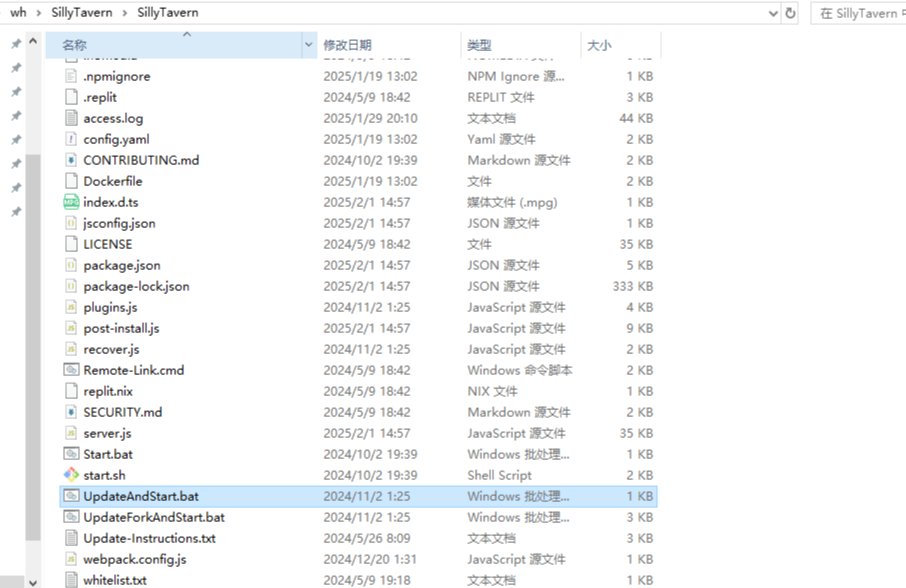 wh › SillyTavern › SillyTavern 在 SillyTavern 中
名称 修改日期 类型 大小
.npmignore 2025/1/19 13:02 NPM Ignore 源... 1 KB
.replit 2024/5/9 18:42 REPLIT 文件 3 KB
access.log 2025/1/29 20:10 文本文档 44 KB
config.yaml 2025/1/19 13:02 Yaml 源文件 2 KB
CONTRIBUTING.md 2024/10/2 19:39 Markdown 源文件 2 KB
Dockerfile 2025/1/19 13:02 文件 2 KB
index.d.ts 2025/2/1 14:57 媒体文件 (.mpg) 1 KB
jsconfig.json 2025/2/1 14:57 JSON 源文件 1 KB
LICENSE 2024/5/9 18:42 文件 35 KB
package.json 2025/2/1 14:57 JSON 源文件 5 KB
package-lock.json 2025/2/1 14:57 JSON 源文件 333 KB
plugins.js 2024/11/2 1:25 JavaScript 源文件 4 KB
post-install.js 2025/2/1 14:57 JavaScript 源文件 9 KB
recover.js 2024/11/2 1:25 JavaScript 源文件 2 KB
Remote-Link.cmd 2024/5/9 18:42 Windows 命令脚本 2 KB
replit.nix 2024/5/9 18:42 NIX 文件 1 KB
SECURITY.md 2024/5/9 18:42 Markdown 源文件 2 KB
server.js 2025/2/1 14:57 JavaScript 源文件 35 KB
Start.bat 2024/10/2 19:39 Windows 批处理... 1 KB
start.sh 2024/10/2 19:39 Shell Script 2 KB
UpdateAndStart.bat 2024/11/2 1:25 Windows 批处理... 1 KB
UpdateForkAndStart.bat 2024/11/2 1:25 Windows 批处理... 3 KB
Update-Instructions.txt 2024/5/26 8:09 文本文档 3 KB
webpack.config.js 2024/12/20 1:31 JavaScript 源文件 1 KB
whitelist.txt 2024/5/9 19:18 文本文档 1 KB